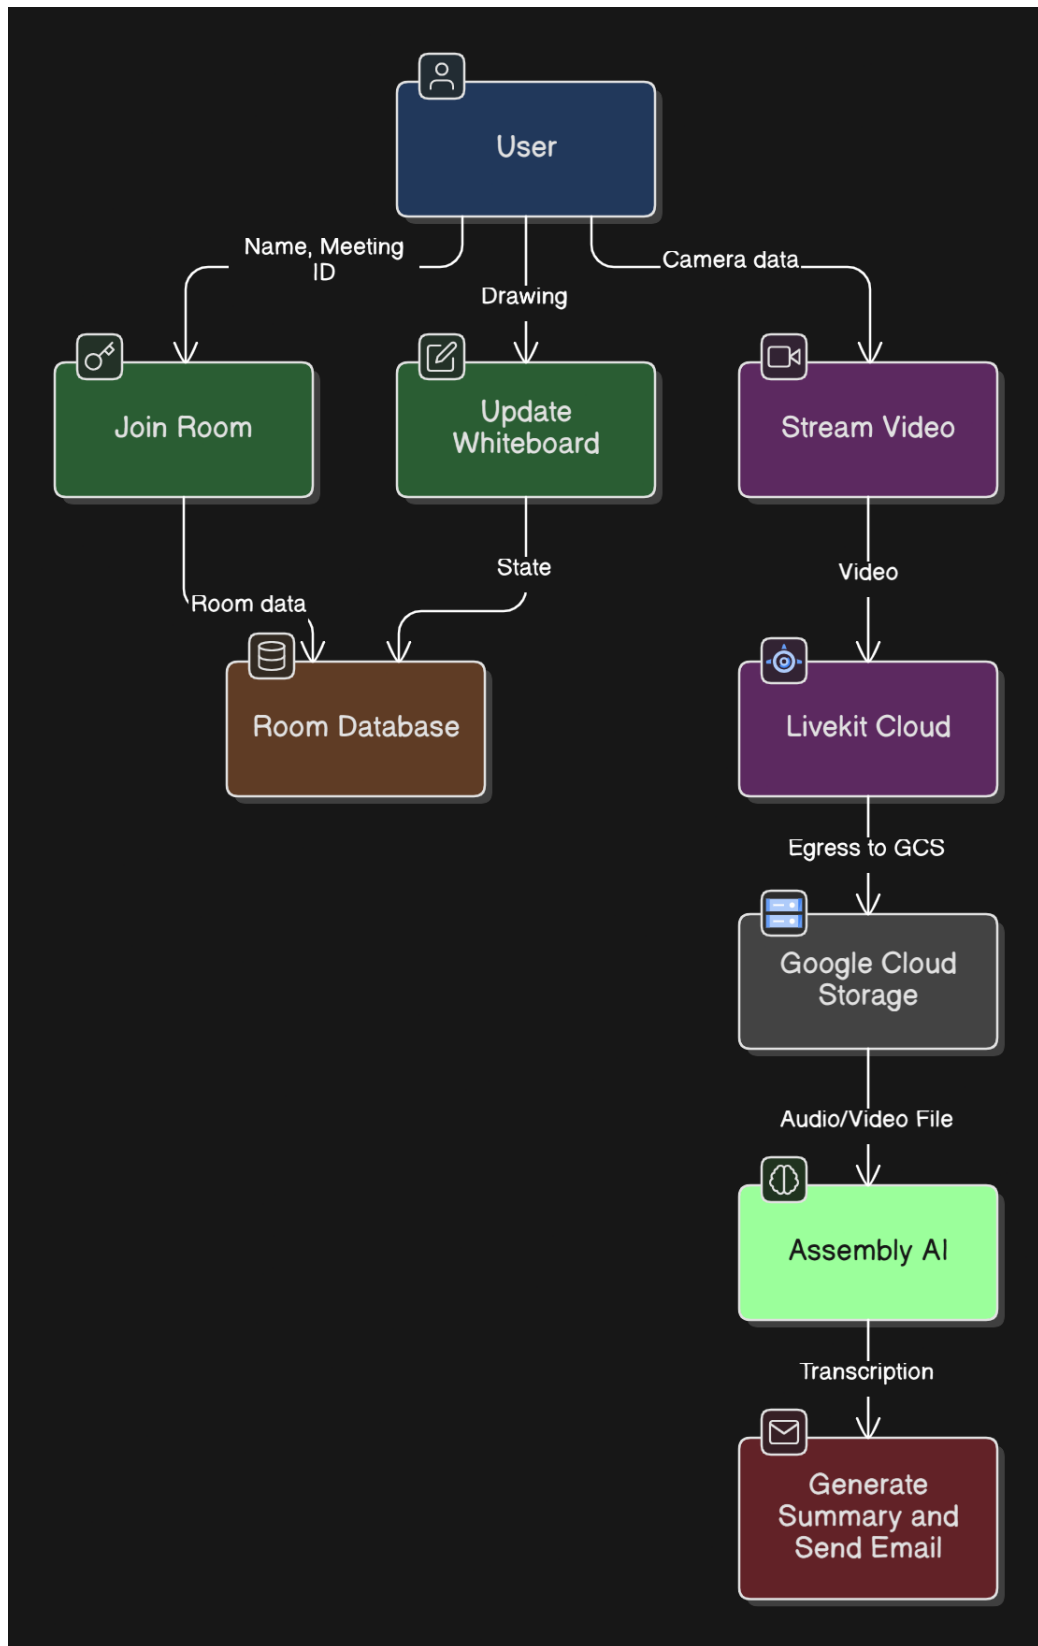 User
Name, Meeting
ID
Camera data
Drawing
Join Room
Update
Whiteboard
Stream Video
State
Video
Room data
Room Database
Livekit Cloud
Egress to GCS
Google Cloud
Storage
Audio/Video File
Assembly AI
Transcription
Generate
Summary and
Send Email